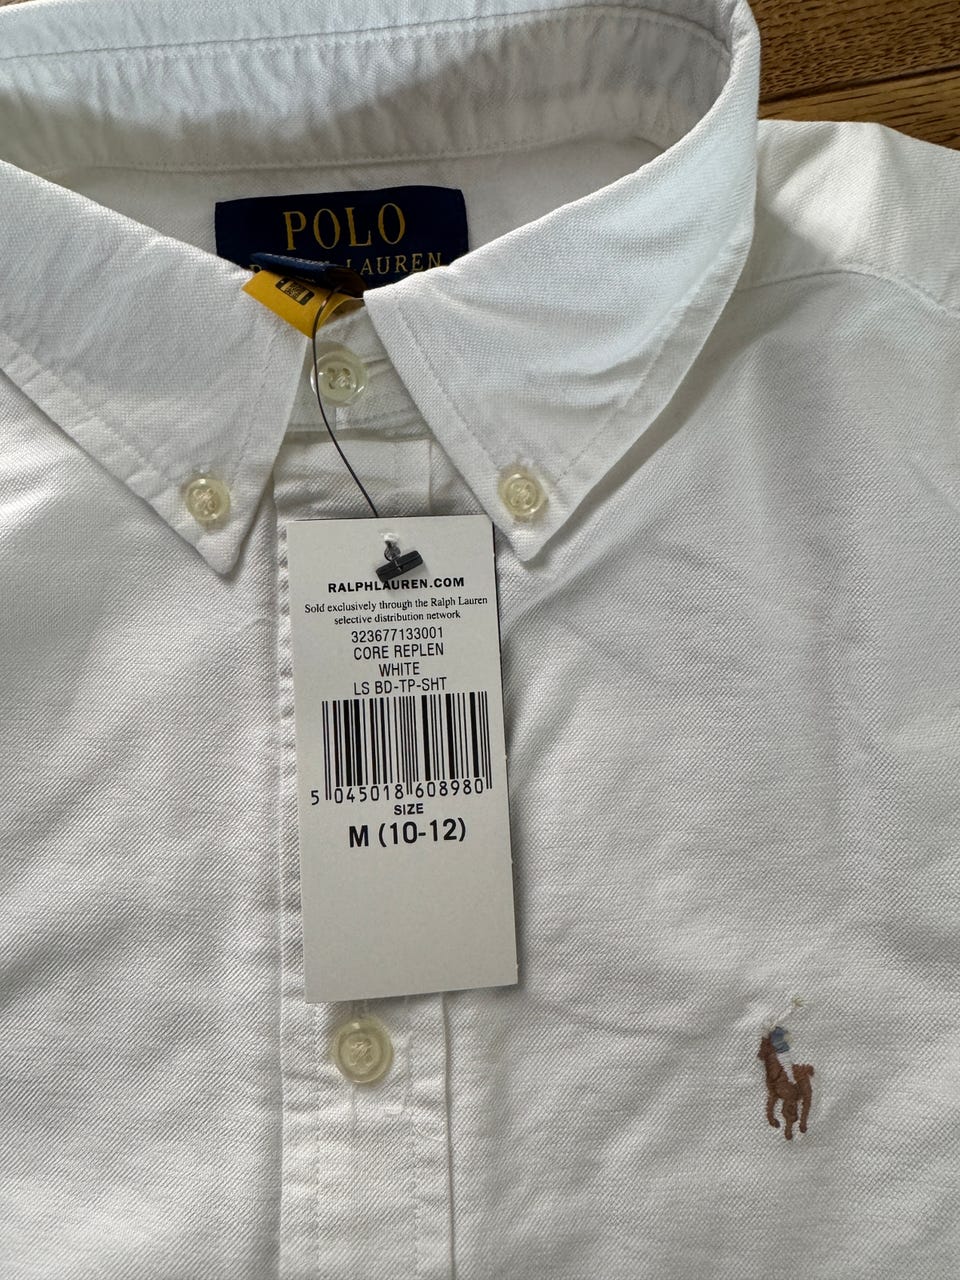 POLO
LAUREN
RALPHLAUREN.COM
Sold exclusively through the Ralph Lauren
selective distribution network
323677133001
CORE REPLEN
WHITE
LS BD-TP-SHT
5 045018 608980
SIZE
M (10-12)